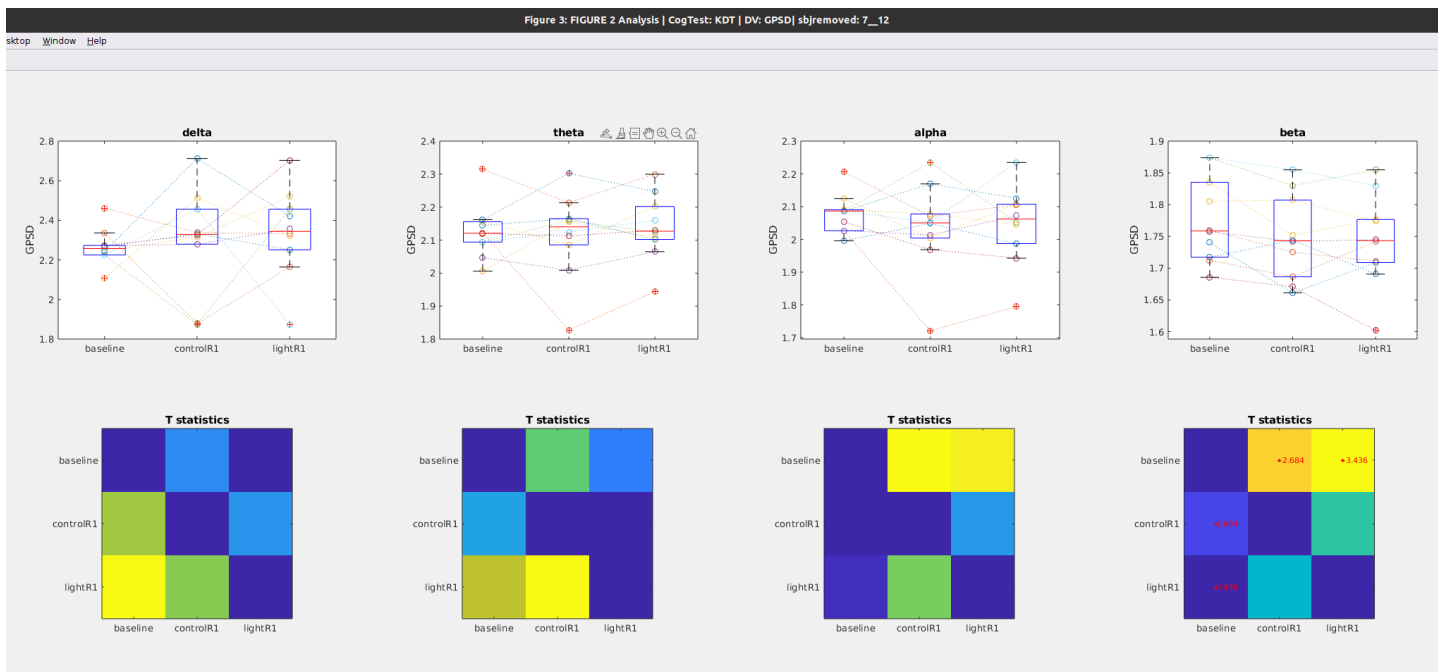 Figure 3: FIGURE 2 Analysis | CogTest: KDT | DV: GPSD| sbjremoved: 7__12
sktop Window Help
delta
theta
alpha
beta
2.8
2.6
2.4
2.2
2
1.8
GPSD
baseline controlR1 lightR1
2.4
2.3
2.2
2.1
2
1.9
1.8
GPSD
baseline controlR1 lightR1
2.3
2.2
2.1
2
1.9
1.8
1.7
GPSD
baseline controlR1 lightR1
1.9
1.85
1.8
1.75
1.7
1.65
1.6
GPSD
baseline controlR1 lightR1
T statistics
baseline
controlR1
lightR1
baseline controlR1 lightR1
T statistics
baseline
controlR1
lightR1
baseline controlR1 lightR1
T statistics
baseline
controlR1
lightR1
baseline controlR1 lightR1
T statistics
baseline
2.684 3.436
controlR1
lightR1
baseline controlR1 lightR1